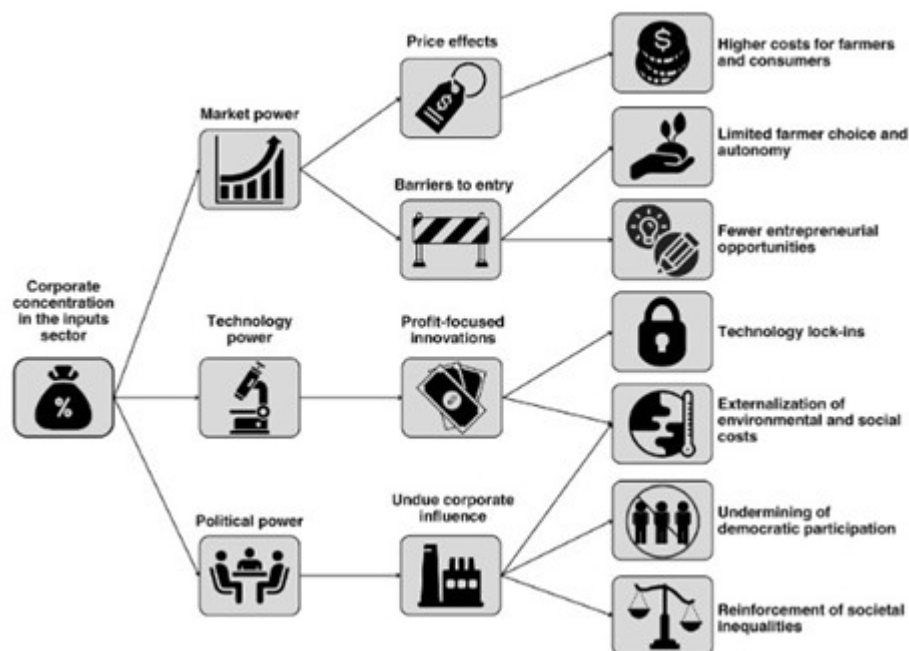 Price effects
Higher costs for farmers
and consumers
$
$
Market power
Limited farmer choice and
autonomy
Barriers to entry
Fewer entrepreneurial
opportunities
Corporate
concentration
in the inputs
sector
Technology
power
Profit-focused
innovations
Technology lock-ins
%
Externalization of
environmental and social
costs
Political power
Undue corporate
influence
Undermining of
democratic participation
Reinforcement of societal
inequalities